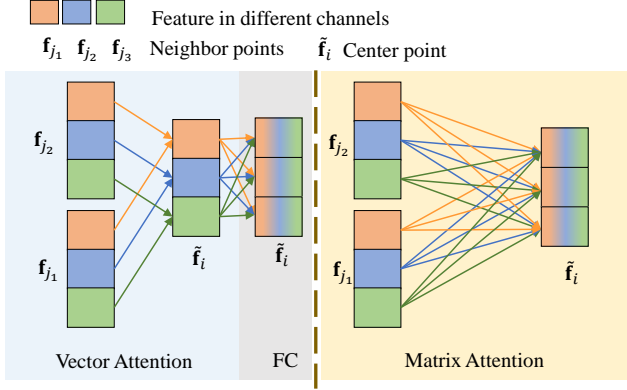 Feature in different channels
𝐟_{j_1} 𝐟_{j_2} 𝐟_{j_3} Neighbor points 𝐟̃_i Center point
𝐟_{j_2}
𝐟_{j_1}
𝐟̃_i
𝐟̃_i
Vector Attention
FC
𝐟_{j_2}
𝐟_{j_1}
𝐟̃_i
Matrix Attention